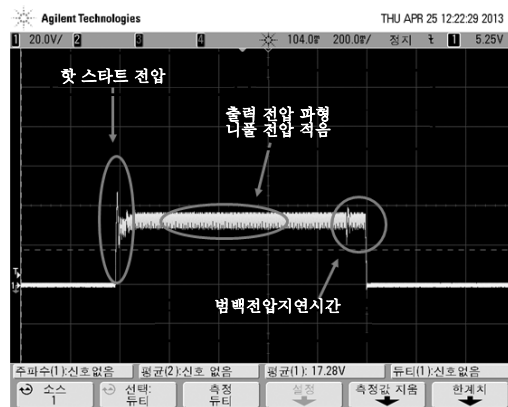 Agilent Technologies
THU APR 25 12:22:29 2013
1 20.0V/ 2 3 4 104.0 200.0 정지 1 5.25V
핫 스타트 전압
출력 전압 파형
니풀 전압 적음
범백전압지연시간
주파수(1):신호없음 평균(2):신호 없음 평균(1): 17.28V 듀티(1):신호 없음
소스 선택: 측정 설정 측정값 지움 한계치
1 듀티 듀티